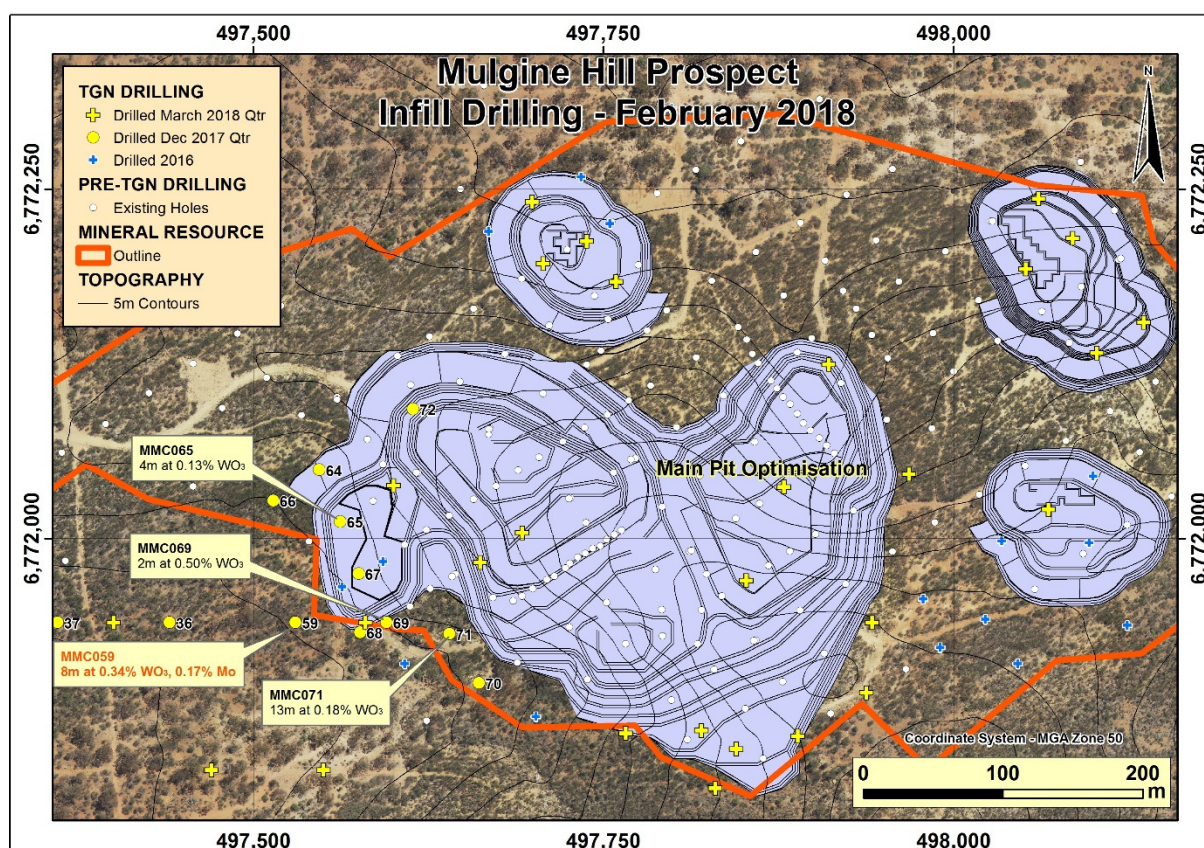 497,500 497,750 498,000
Mulgine Hill Prospect
Infill Drilling - February 2018
N
TGN DRILLING
Drilled March 2018 Qtr
Drilled Dec 2017 Qtr
Drilled 2016
PRE-TGN DRILLING
Existing Holes
MINERAL RESOURCE
Outline
TOPOGRAPHY
5m Contours
6,772,250 6,772,250
72
MMC065
4m at 0.13% WO₃
64
Main Pit Optimisation
66
65
6,772,000 6,772,000
MMC069
2m at 0.50% WO₃
67
37 36 59 69
68 71
MMC059
8m at 0.34% WO₃, 0.17% Mo
70
MMC071
13m at 0.18% WO₃
Coordinate System - MGA Zone 50
0 100 200
m
497,500 497,750 498,000